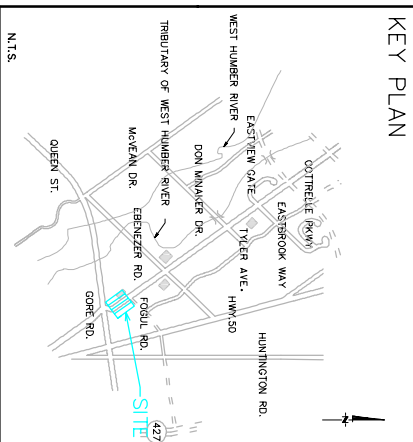 KEY PLAN
COTTRELLE PKWY
EASTBROOK WAY
HUNTINGTON RD.
WEST HUMBER RIVER
EASTVIEW GATE
TYLER AVE.
HWY.50
DON MINAKER DR.
TRIBUTARY OF WEST HUMBER RIVER
McVEAN DR.
EBENEZER RD.
FOGUL RD.
GORE RD.
QUEEN ST.
SITE
427
N
N.T.S.